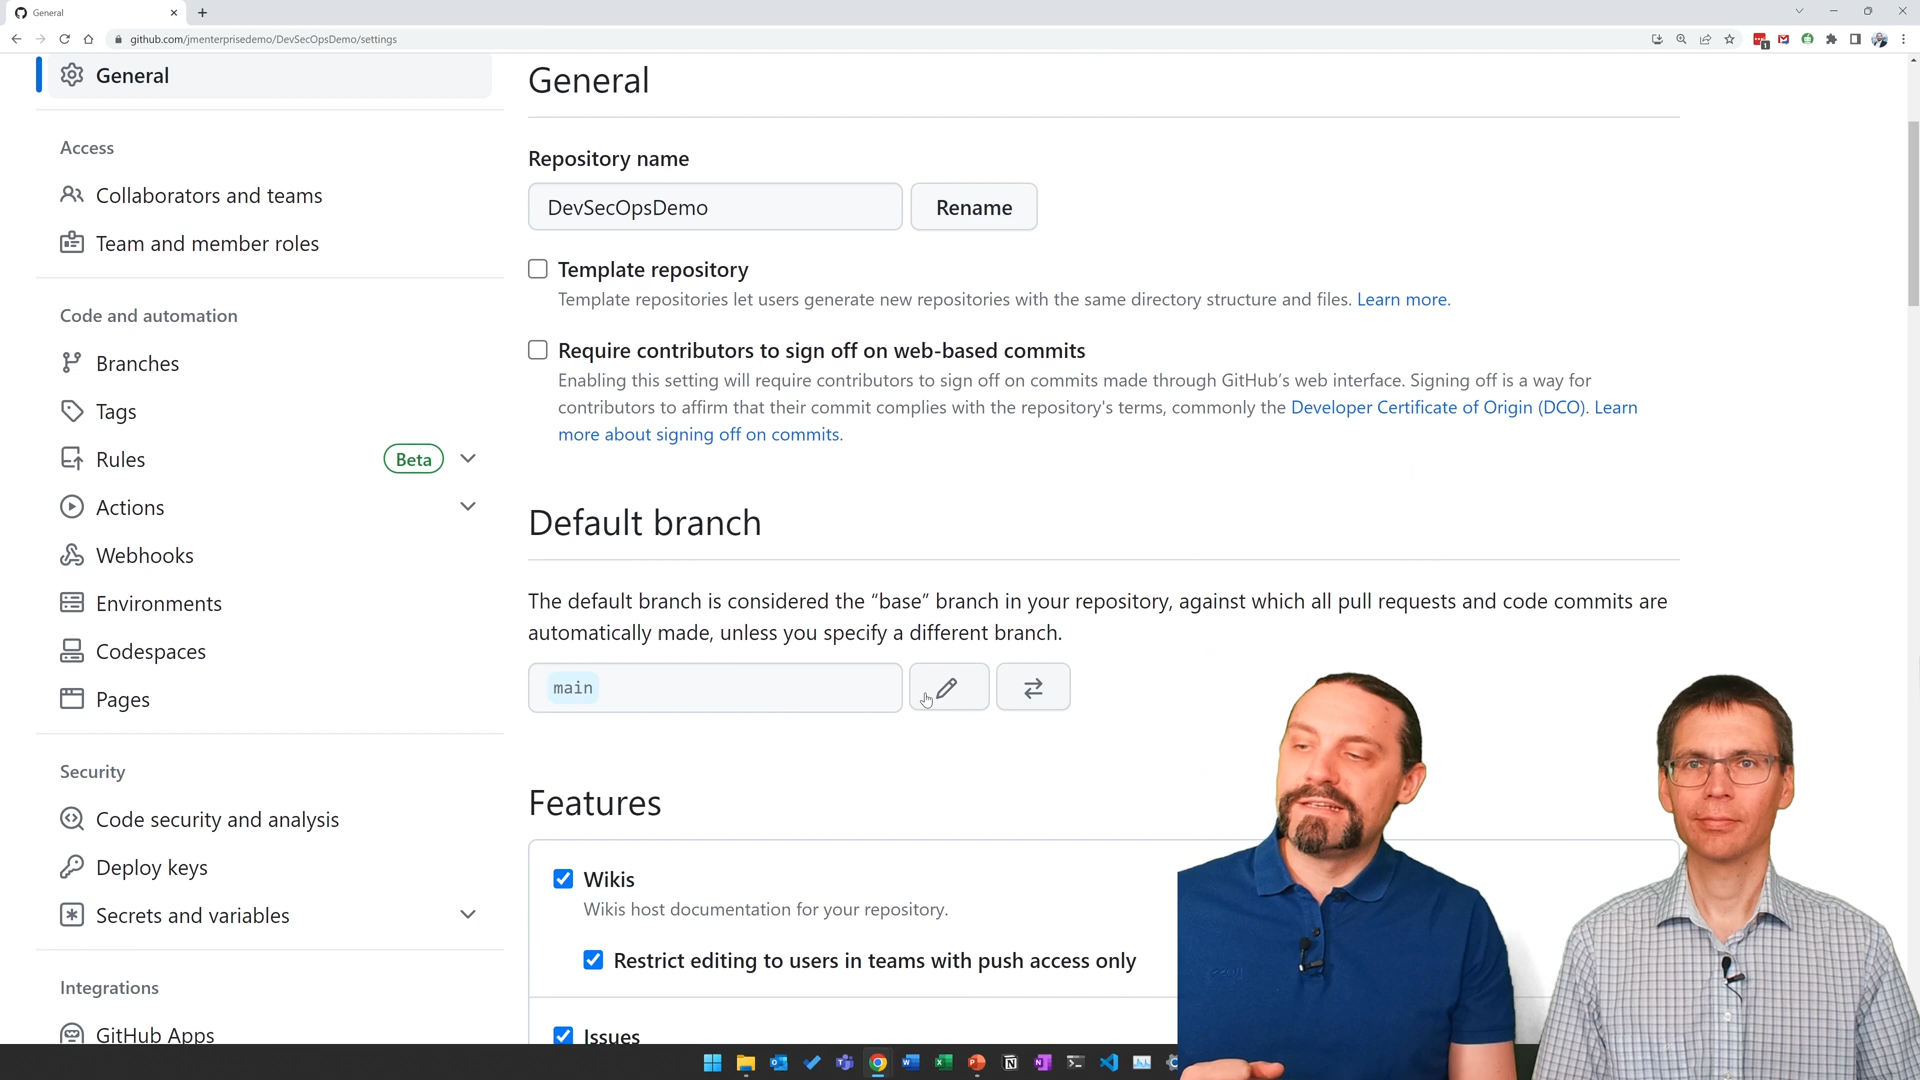 General
github.com/jmenterprisedemo/DevSecOpsDemo/settings
General
Access
Collaborators and teams
Team and member roles
Code and automation
Branches
Tags
Rules
Beta
Actions
Webhooks
Environments
Codespaces
Pages
Security
Code security and analysis
Deploy keys
Secrets and variables
Integrations
GitHub Apps
General
Repository name
DevSecOpsDemo
Rename
Template repository
Template repositories let users generate new repositories with the same directory structure and files. Learn more.
Require contributors to sign off on web-based commits
Enabling this setting will require contributors to sign off on commits made through GitHub’s web interface. Signing off is a way for
contributors to affirm that their commit complies with the repository's terms, commonly the Developer Certificate of Origin (DCO). Learn
more about signing off on commits.
Default branch
The default branch is considered the “base” branch in your repository, against which all pull requests and code commits are
automatically made, unless you specify a different branch.
main
Features
Wikis
Wikis host documentation for your repository.
Restrict editing to users in teams with push access only
Issues